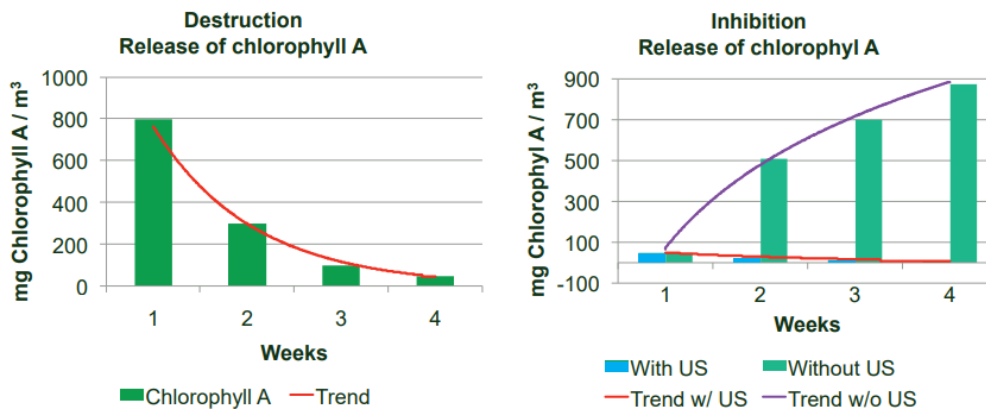 Destruction
Release of chlorophyll A
mg Chlorophyll A / m³
1000
800
600
400
200
0
1 2 3 4
Weeks
Chlorophyll A Trend
Inhibition
Release of chlorophyl A
mg Chlorophyl A / m³
900
700
500
300
100
-100
1 2 3 4
Weeks
With US Without US
Trend w/ US Trend w/o US